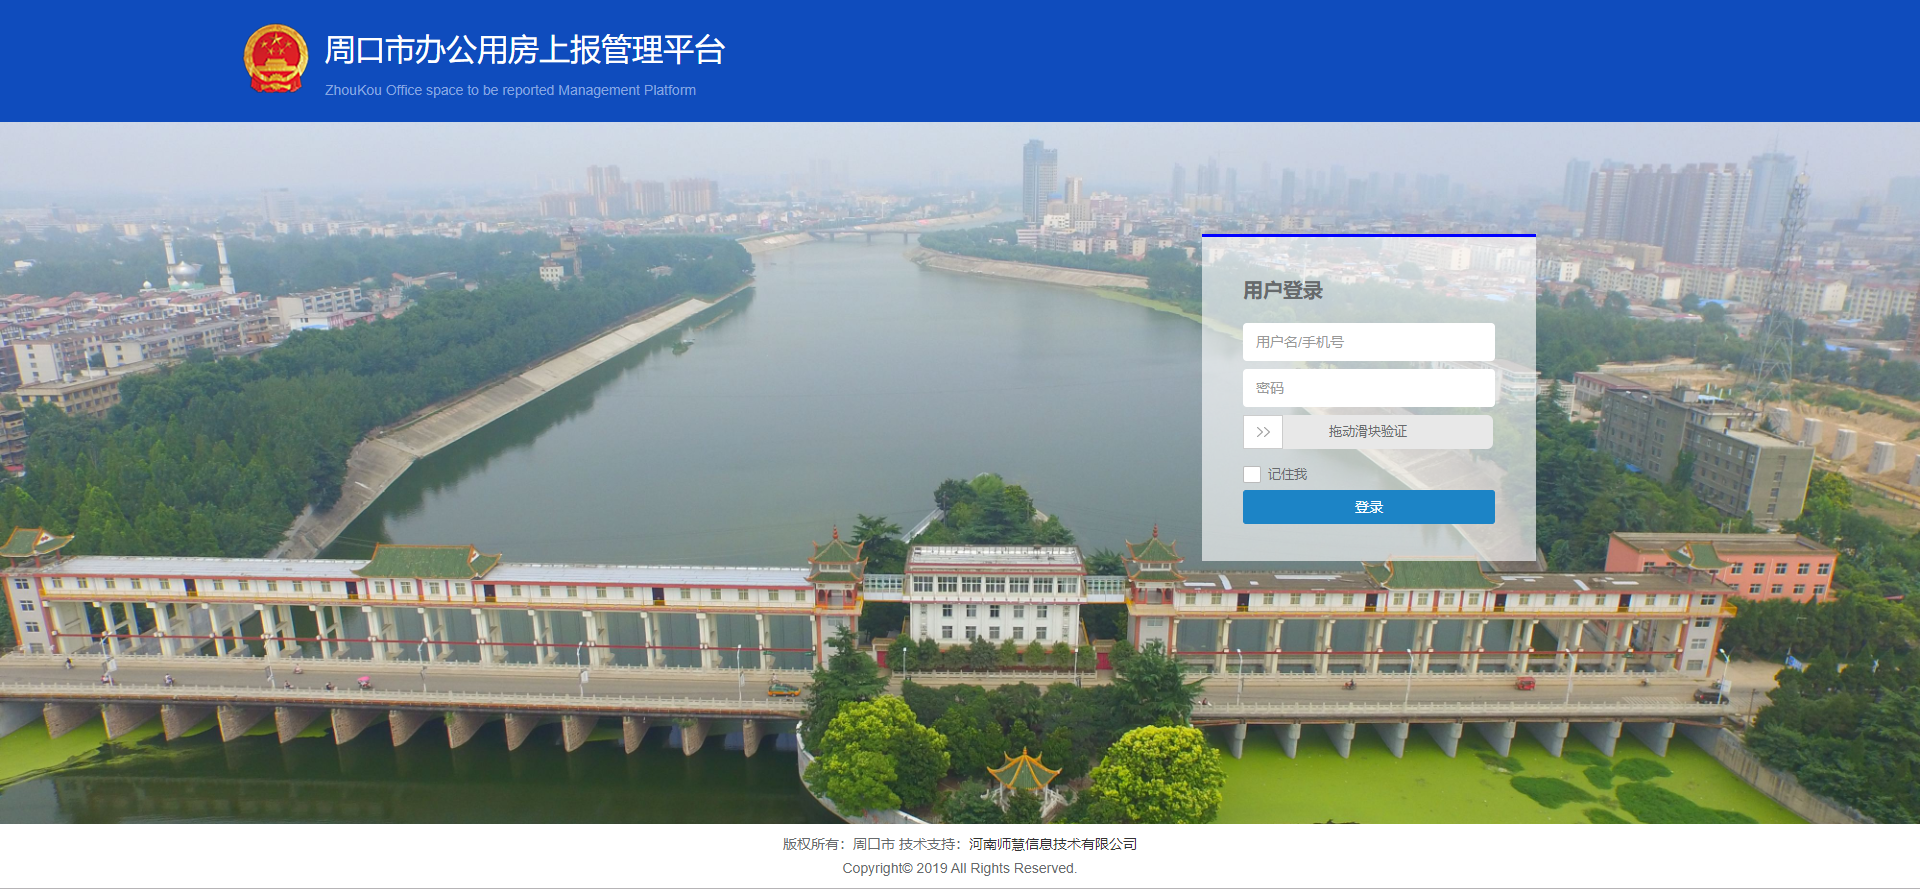 周口市办公用房上报管理平台
ZhouKou Office space to be reported Management Platform
用户登录
用户名/手机号
密码
>> 拖动滑块验证
记住我
登录
版权所有：周口市 技术支持：河南师慧信息技术有限公司
Copyright© 2019 All Rights Reserved.